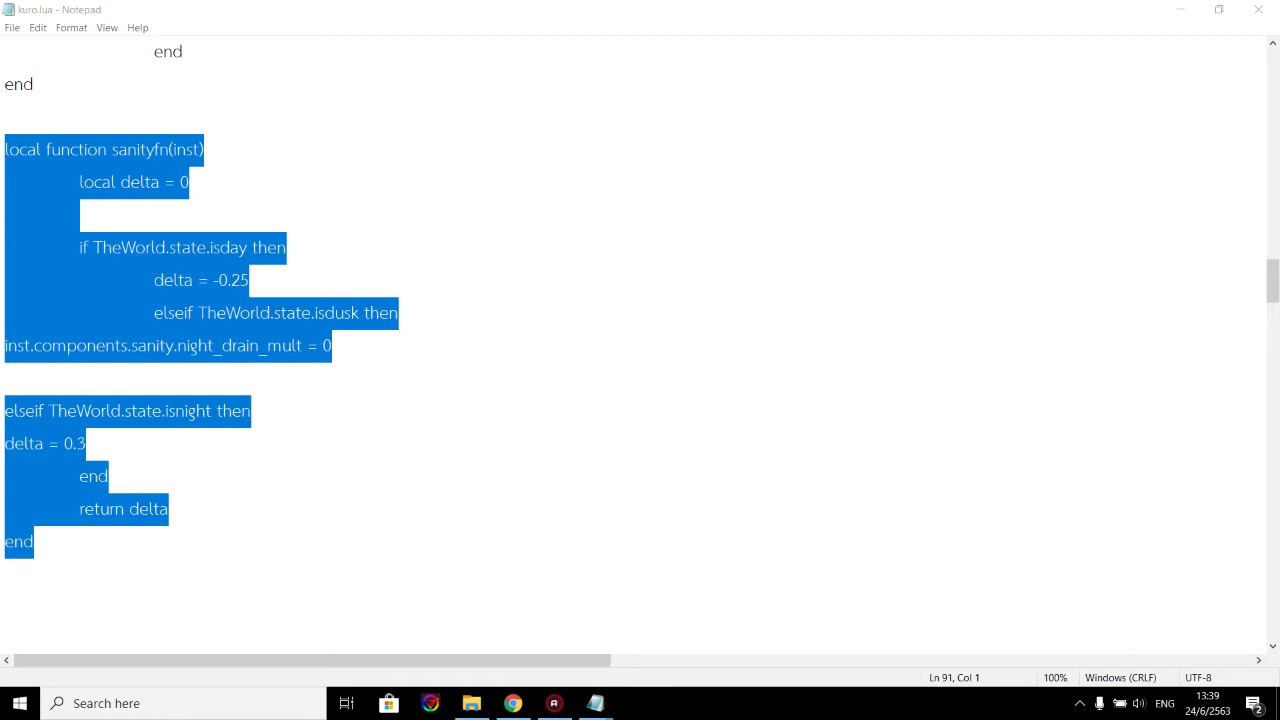 kuro.lua - Notepad
File Edit Format View Help
end
end
local function sanityfn(inst)
local delta = 0
if TheWorld.state.isday then
delta = -0.25
elseif TheWorld.state.isdusk then
inst.components.sanity.night_drain_mult = 0
elseif TheWorld.state.isnight then
delta = 0.3
end
return delta
end
Ln 91, Col 1 100% Windows (CRLF) UTF-8
Search here ENG 13:39
24/6/2563 2